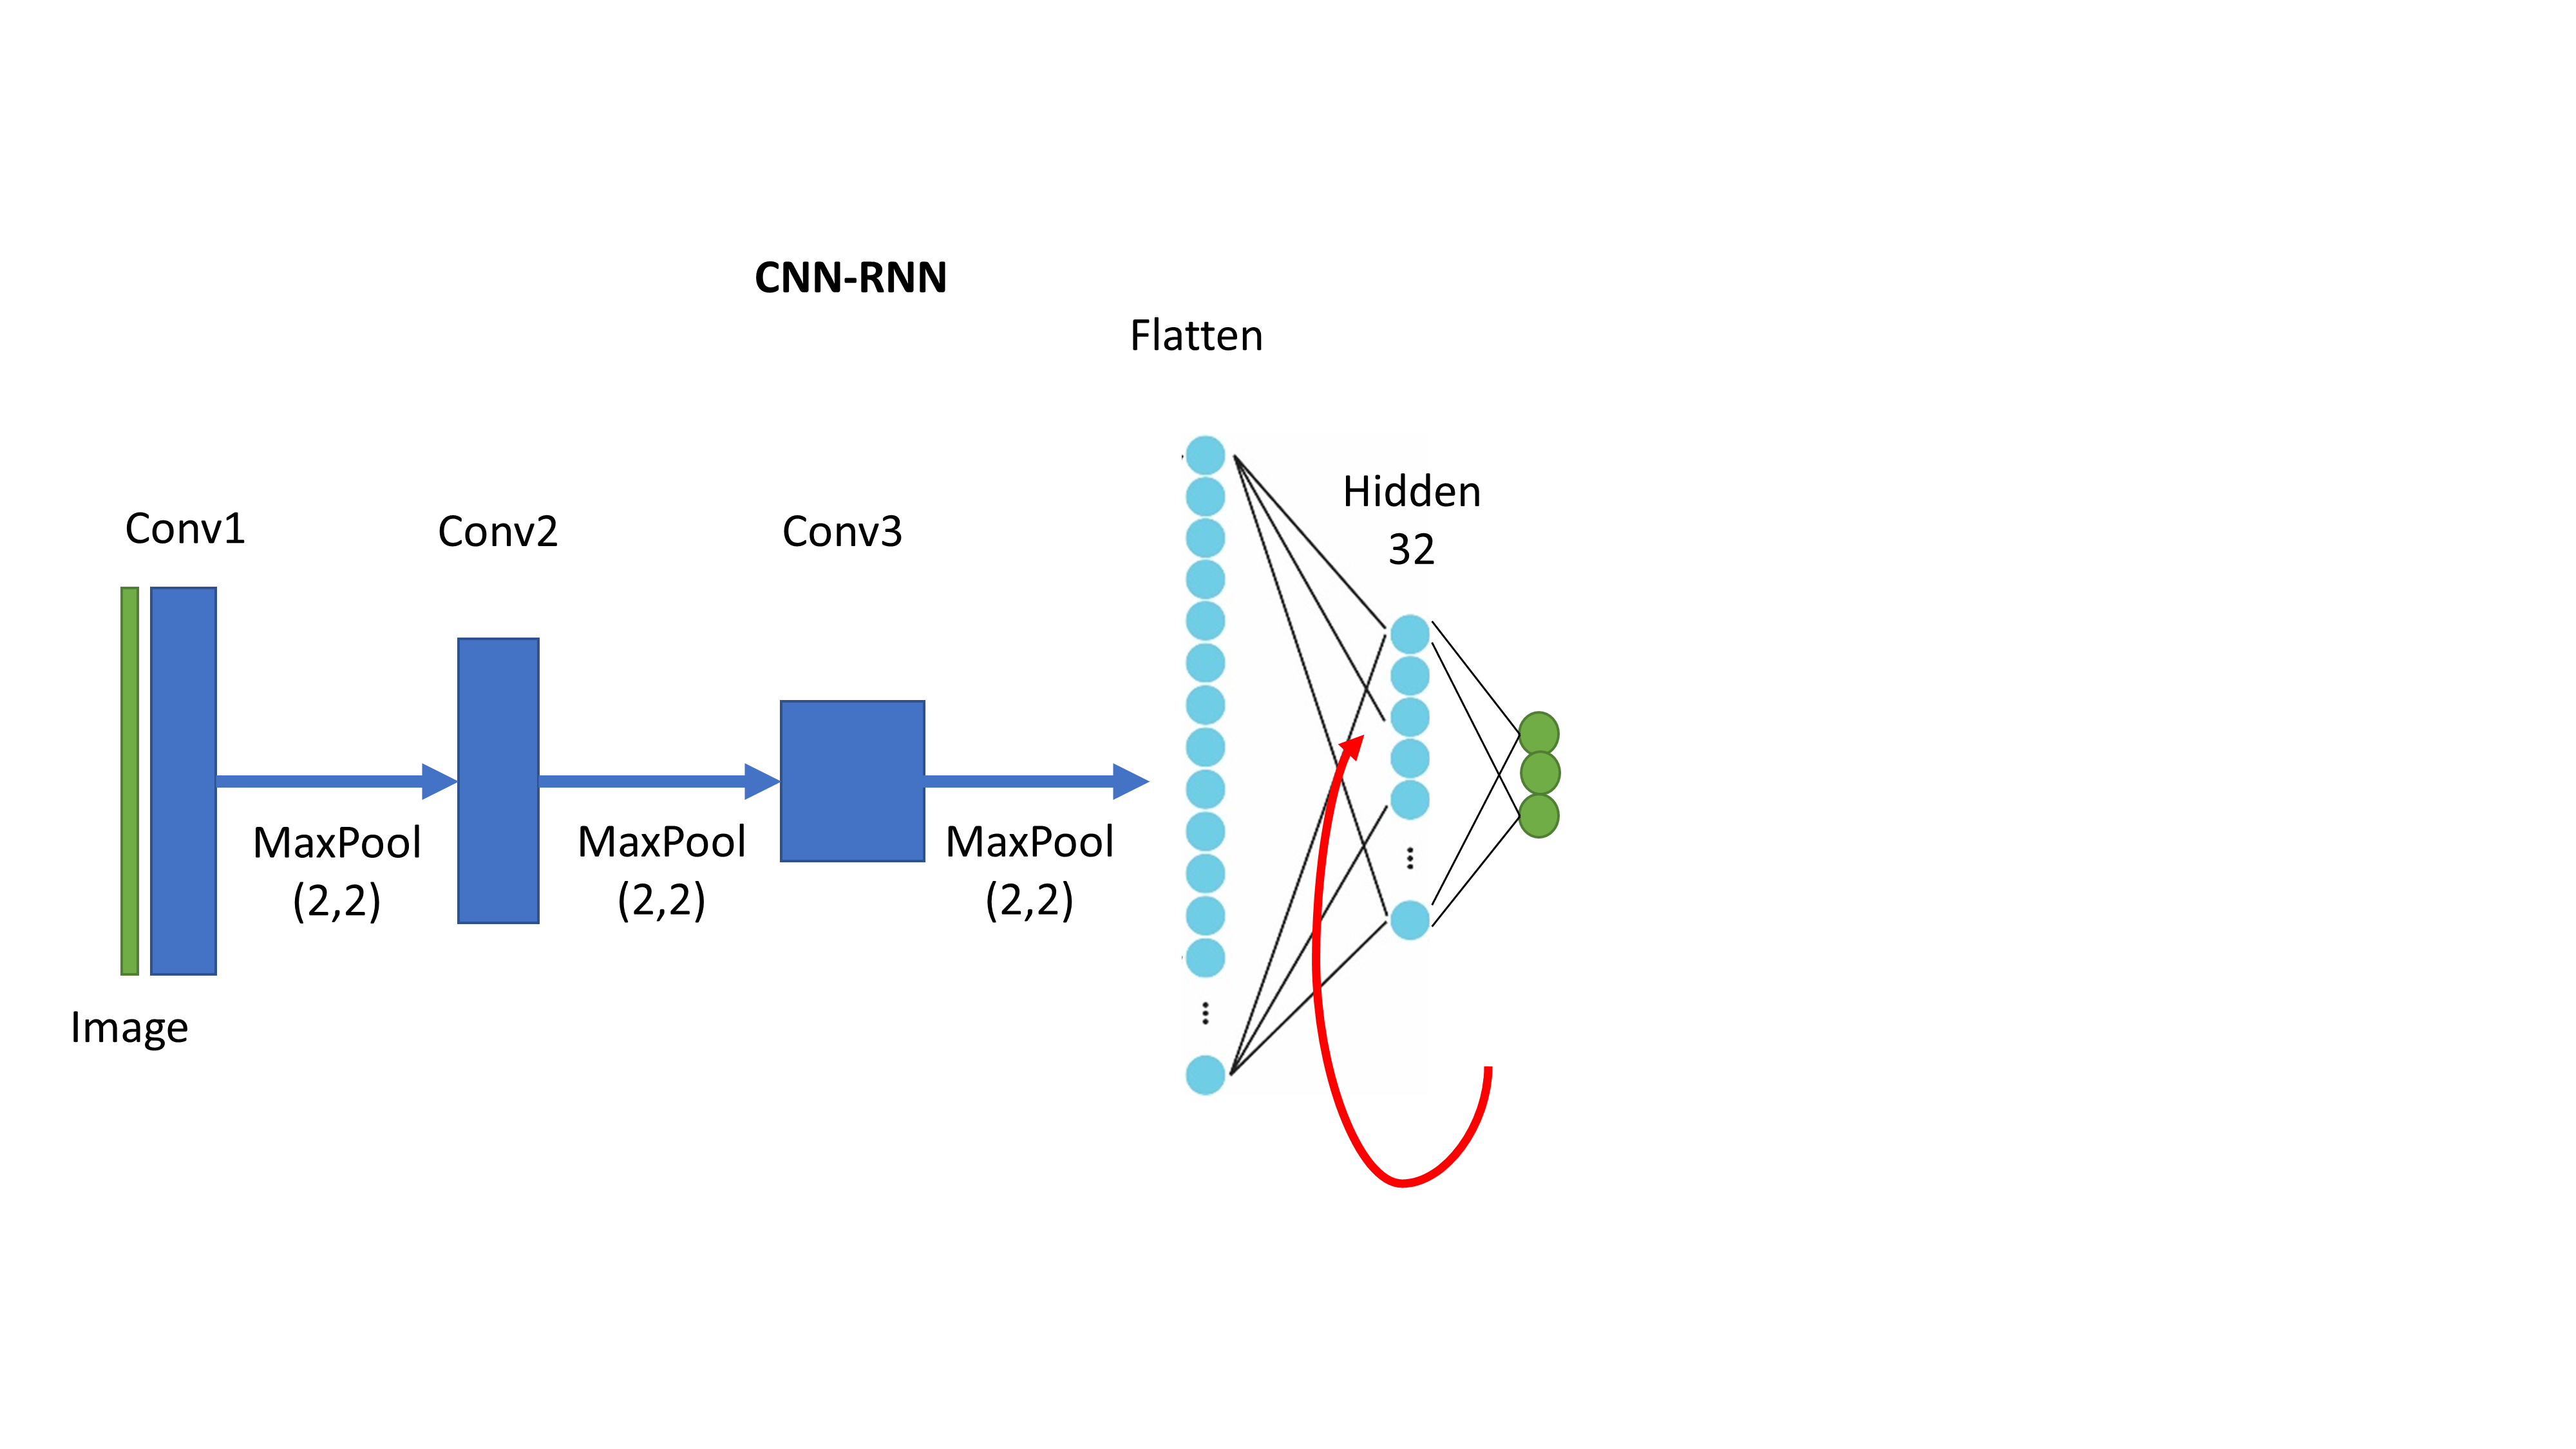 CNN-RNN
Flatten
Hidden
32
Conv1
Conv2
Conv3
MaxPool
(2,2)
MaxPool
(2,2)
MaxPool
(2,2)
Image